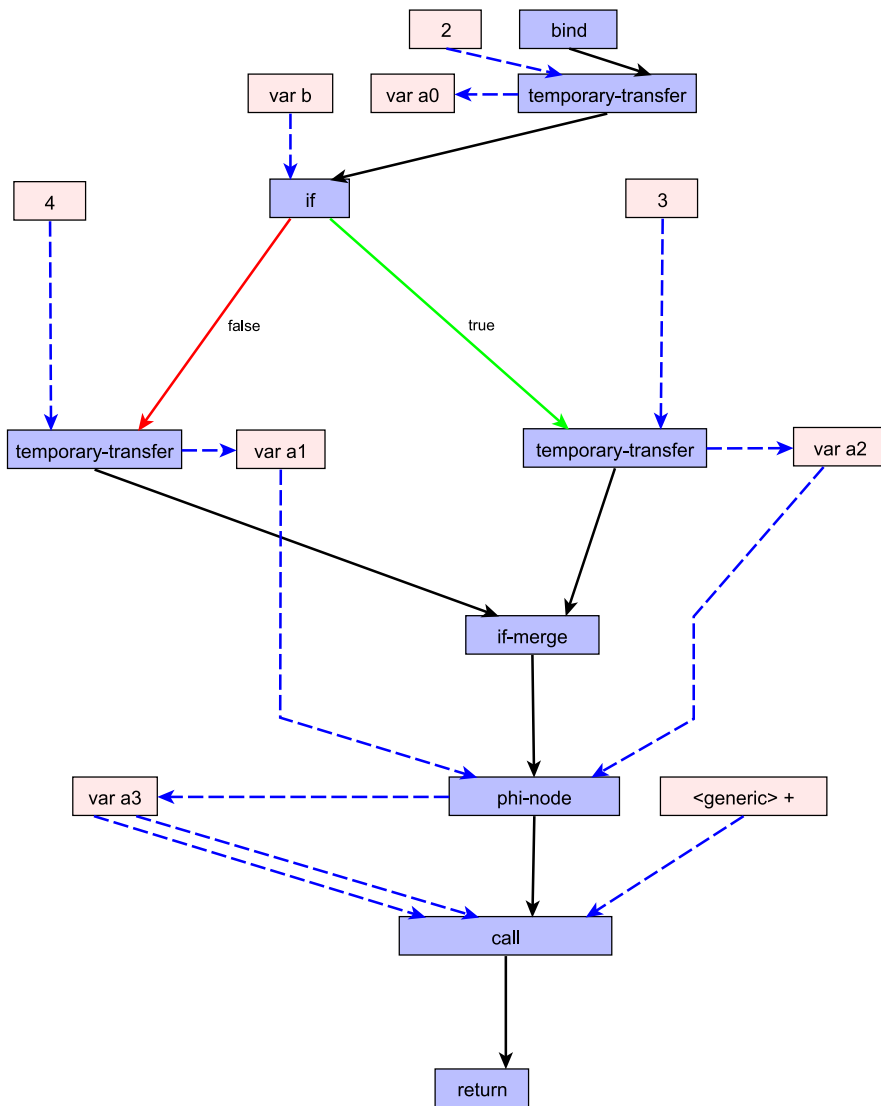 2
bind
var b
var a0
temporary-transfer
4
if
3
false
true
temporary-transfer
var a1
temporary-transfer
var a2
if-merge
var a3
phi-node
<generic> +
call
return